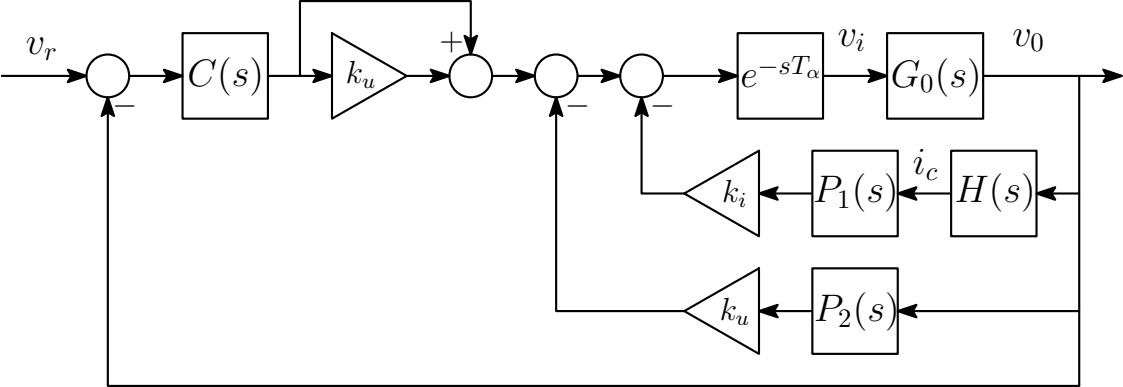 v_r
C(s)
k_u
+
−
−
−
e^{-sT_α}
v_i
G_0(s)
v_0
k_i
P_1(s)
i_c
H(s)
k_u
P_2(s)